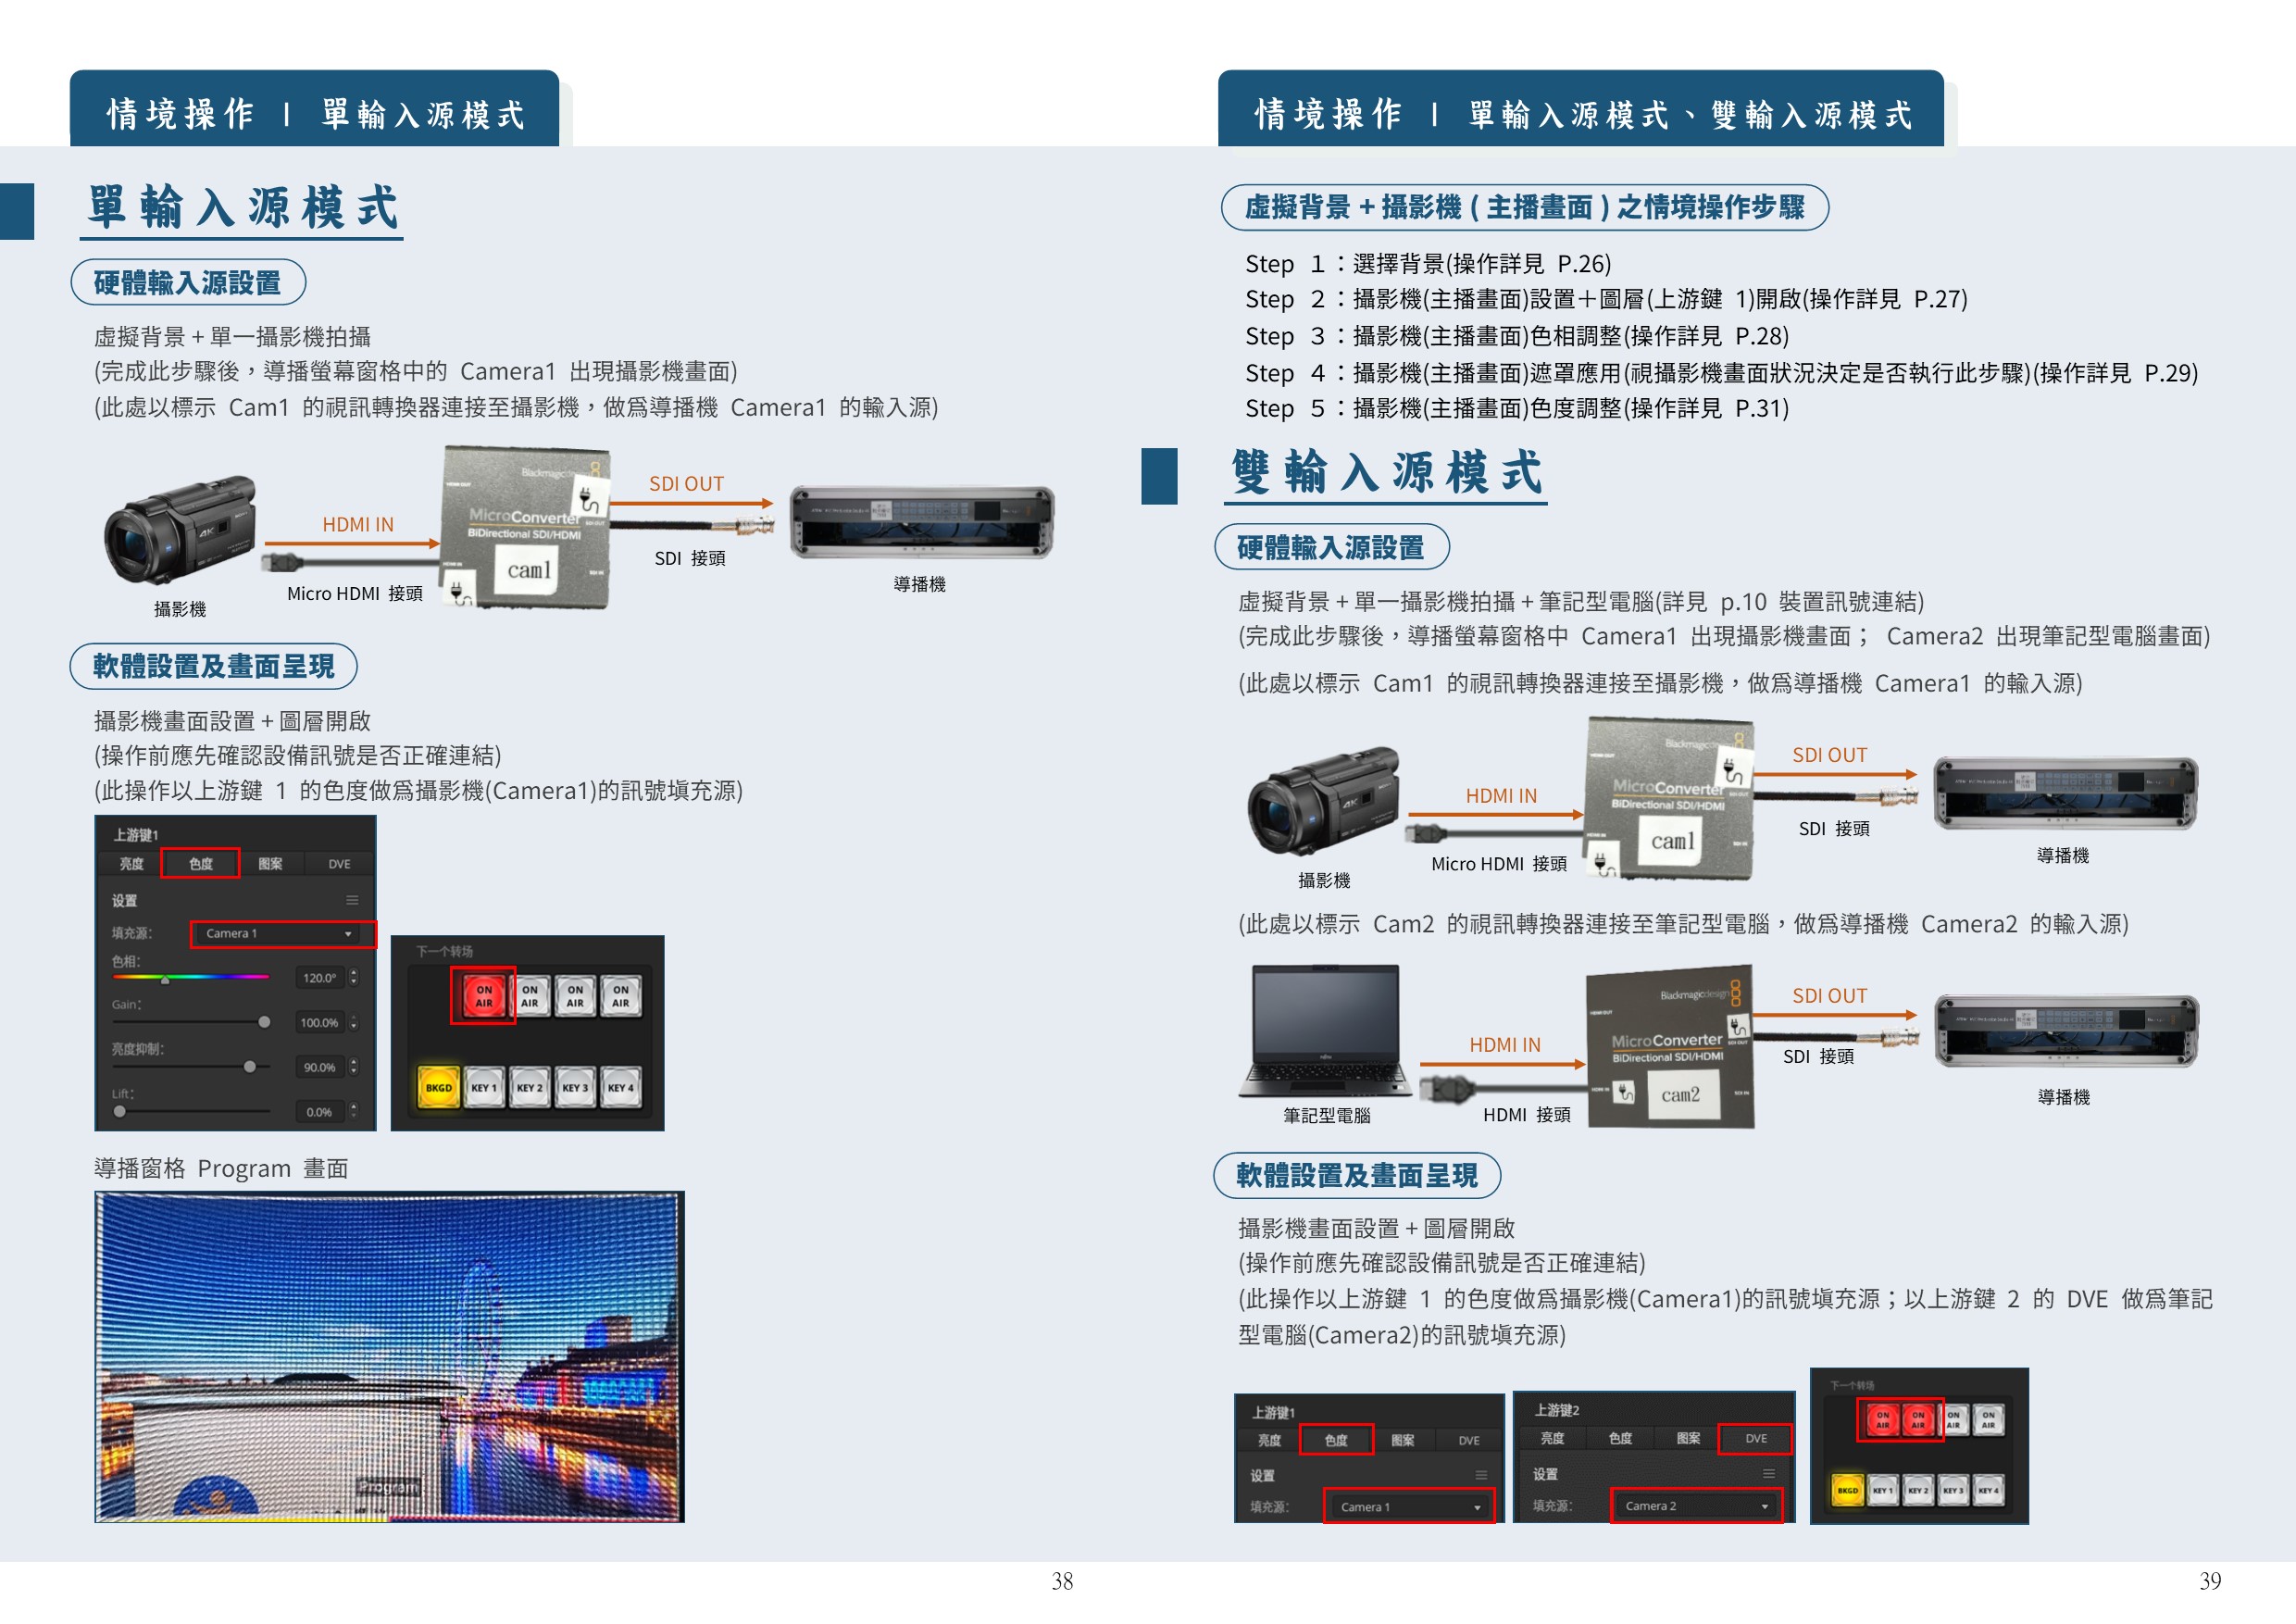 情境操作 | 單輸入源模式
單輸入源模式
硬體輸入源設置
虛擬背景+單一攝影機拍攝
(完成此步驟後，導播螢幕窗格中的 Camera1 出現攝影機畫面)
(此處以標示 Cam1 的視訊轉換器連接至攝影機，做為導播機 Camera1 的輸入源)
攝影機
HDMI IN
Micro HDMI 接頭
Blackmagicdesign
HDMI OUT
MicroConverter
SDI OUT
BiDirectional SDI/HDMI
cam1
HDMI IN
SDI IN
SDI OUT
SDI 接頭
導播機
軟體設置及畫面呈現
攝影機畫面設置+圖層開啟
(操作前應先確認設備訊號是否正確連結)
(此操作以上游鍵 1 的色度做為攝影機(Camera1)的訊號填充源)
上游键1
亮度 色度 图案 DVE
设置
填充源: Camera 1
色相:
120.0°
Gain:
100.0%
亮度抑制:
90.0%
Lift:
0.0%
下一个转场
ON AIR ON AIR ON AIR ON AIR
BKGD KEY 1 KEY 2 KEY 3 KEY 4
導播窗格 Program 畫面
Program
38
情境操作 | 單輸入源模式、雙輸入源模式
虛擬背景+攝影機(主播畫面)之情境操作步驟
Step 1：選擇背景(操作詳見 P.26)
Step 2：攝影機(主播畫面)設置＋圖層(上游鍵 1)開啟(操作詳見 P.27)
Step 3：攝影機(主播畫面)色相調整(操作詳見 P.28)
Step 4：攝影機(主播畫面)遮罩應用(視攝影機畫面狀況決定是否執行此步驟)(操作詳見 P.29)
Step 5：攝影機(主播畫面)色度調整(操作詳見 P.31)
雙輸入源模式
硬體輸入源設置
虛擬背景+單一攝影機拍攝+筆記型電腦(詳見 p.10 裝置訊號連結)
(完成此步驟後，導播螢幕窗格中 Camera1 出現攝影機畫面； Camera2 出現筆記型電腦畫面)
(此處以標示 Cam1 的視訊轉換器連接至攝影機，做為導播機 Camera1 的輸入源)
攝影機
HDMI IN
Micro HDMI 接頭
Blackmagicdesign
HDMI OUT
MicroConverter
SDI OUT
BiDirectional SDI/HDMI
cam1
HDMI IN
SDI IN
SDI OUT
SDI 接頭
導播機
(此處以標示 Cam2 的視訊轉換器連接至筆記型電腦，做為導播機 Camera2 的輸入源)
筆記型電腦
HDMI IN
HDMI 接頭
Blackmagicdesign
HDMI OUT
MicroConverter
SDI OUT
BiDirectional SDI/HDMI
cam2
HDMI IN
SDI IN
SDI OUT
SDI 接頭
導播機
軟體設置及畫面呈現
攝影機畫面設置+圖層開啟
(操作前應先確認設備訊號是否正確連結)
(此操作以上游鍵 1 的色度做為攝影機(Camera1)的訊號填充源；以上游鍵 2 的 DVE 做為筆記
型電腦(Camera2)的訊號填充源)
上游键1
亮度 色度 图案 DVE
设置
填充源: Camera 1
上游键2
亮度 色度 图案 DVE
设置
填充源: Camera 2
下一个转场
ON AIR ON AIR ON AIR ON AIR
BKGD KEY 1 KEY 2 KEY 3 KEY 4
39